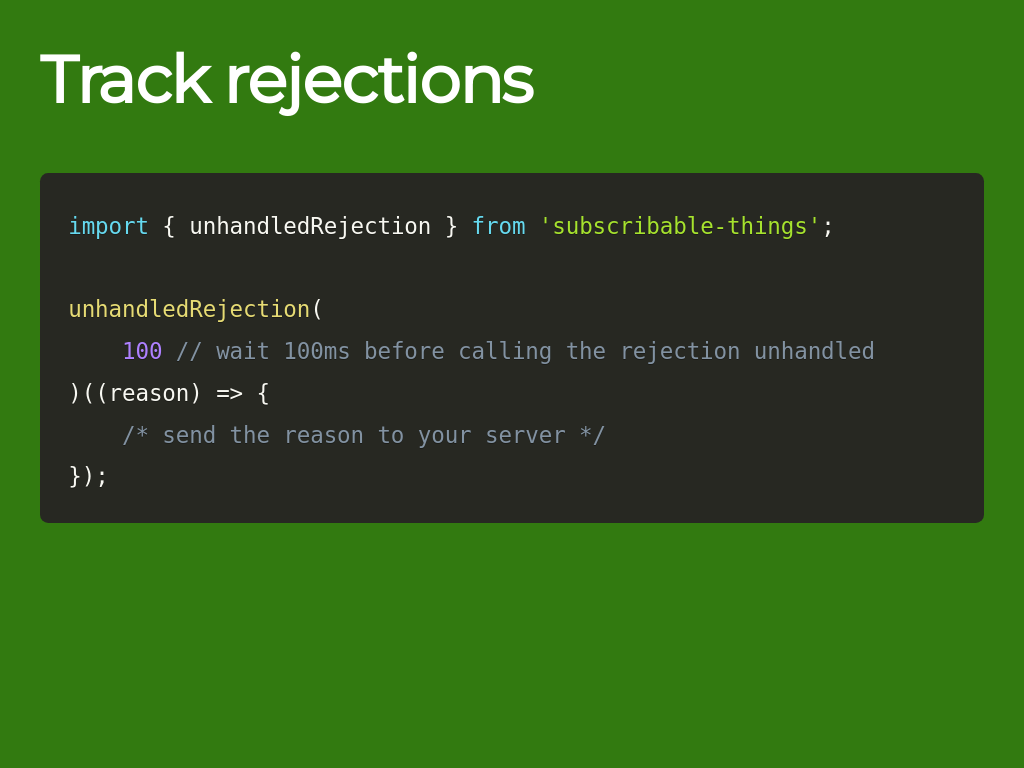 Track rejections
import { unhandledRejection } from 'subscribable-things';
unhandledRejection(
    100 // wait 100ms before calling the rejection unhandled
)((reason) => {
    /* send the reason to your server */
});